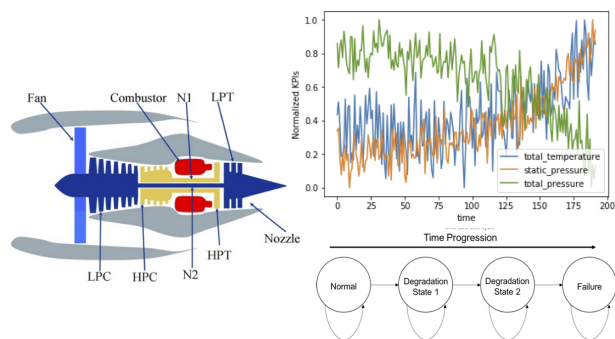 Fan
Combustor
N1
LPT
LPC
HPC
N2
HPT
Nozzle
Normalized KPIs
1.0
0.8
0.6
0.4
0.2
0.0
total_temperature
static_pressure
total_pressure
0 25 50 75 100 125 150 175 200
time
Time Progression
Normal
Degradation
State 1
Degradation
State 2
Failure